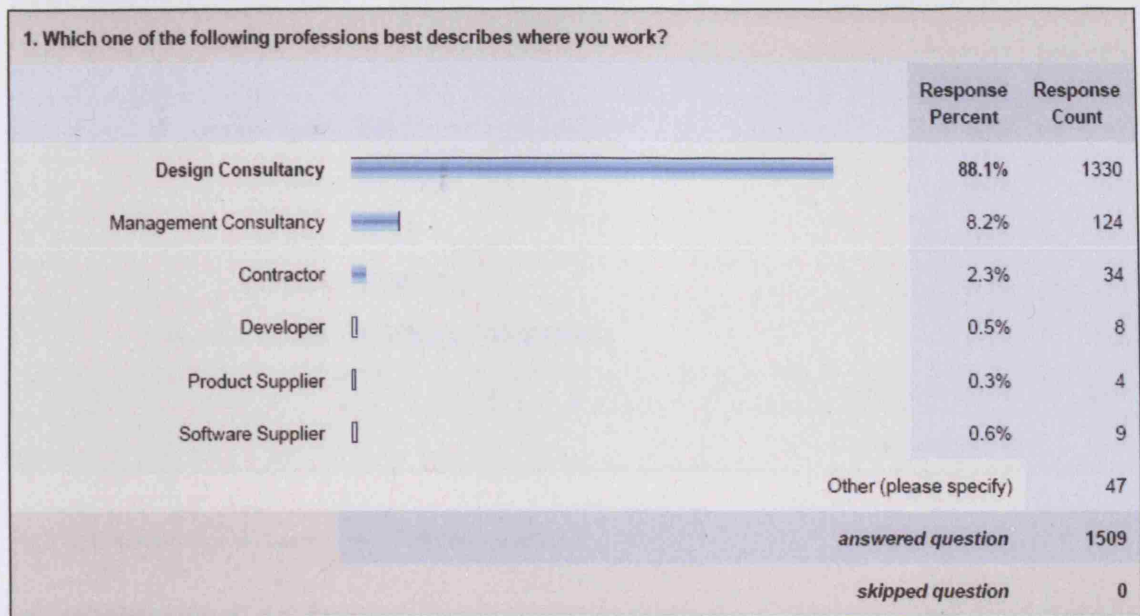 1. Which one of the following professions best describes where you work?
Response Percent Response Count
Design Consultancy 88.1% 1330
Management Consultancy 8.2% 124
Contractor 2.3% 34
Developer 0.5% 8
Product Supplier 0.3% 4
Software Supplier 0.6% 9
Other (please specify) 47
answered question 1509
skipped question 0